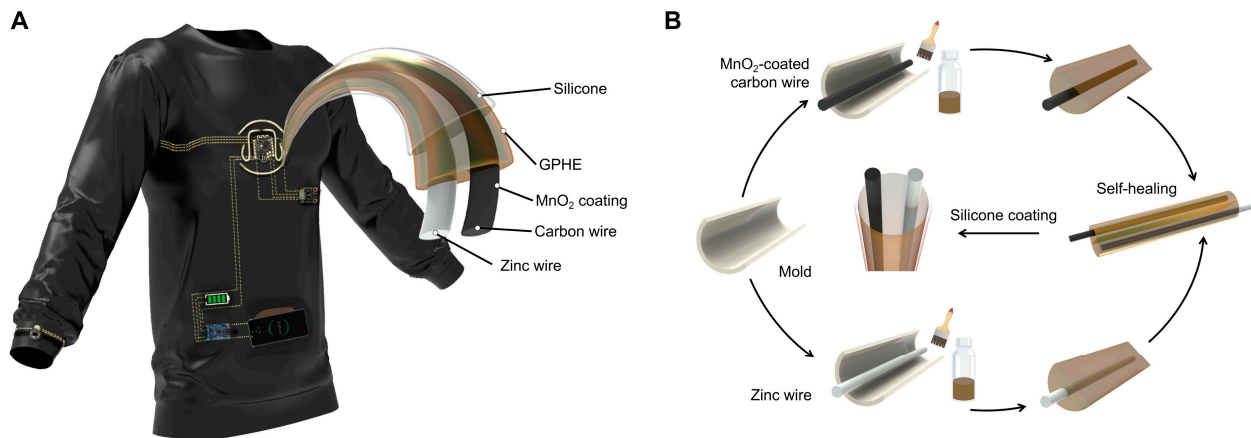 A
Silicone
GPHE
MnO₂ coating
Carbon wire
Zinc wire
B
MnO₂-coated
carbon wire
Self-healing
Silicone coating
Mold
Zinc wire